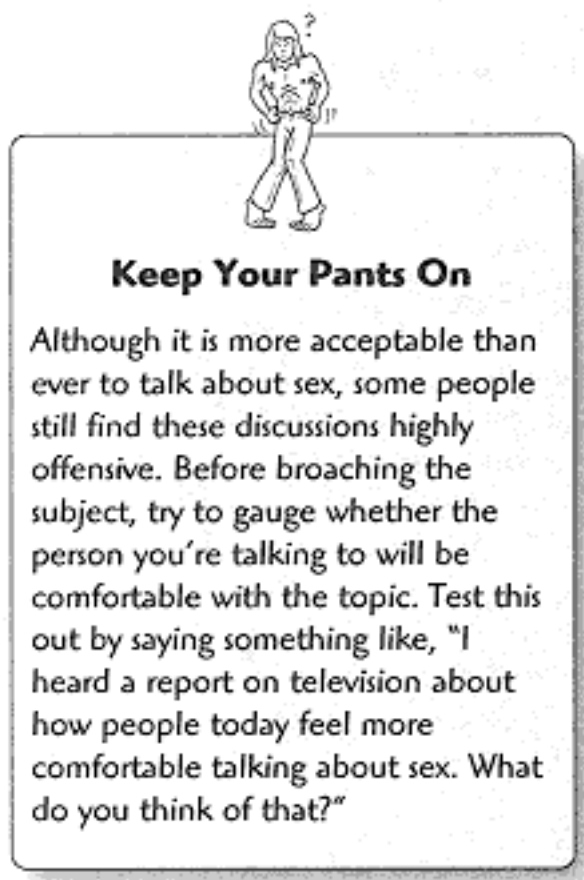 ?
!?
Keep Your Pants On
Although it is more acceptable than
ever to talk about sex, some people
still find these discussions highly
offensive. Before broaching the
subject, try to gauge whether the
person you're talking to will be
comfortable with the topic. Test this
out by saying something like, "I
heard a report on television about
how people today feel more
comfortable talking about sex. What
do you think of that?"